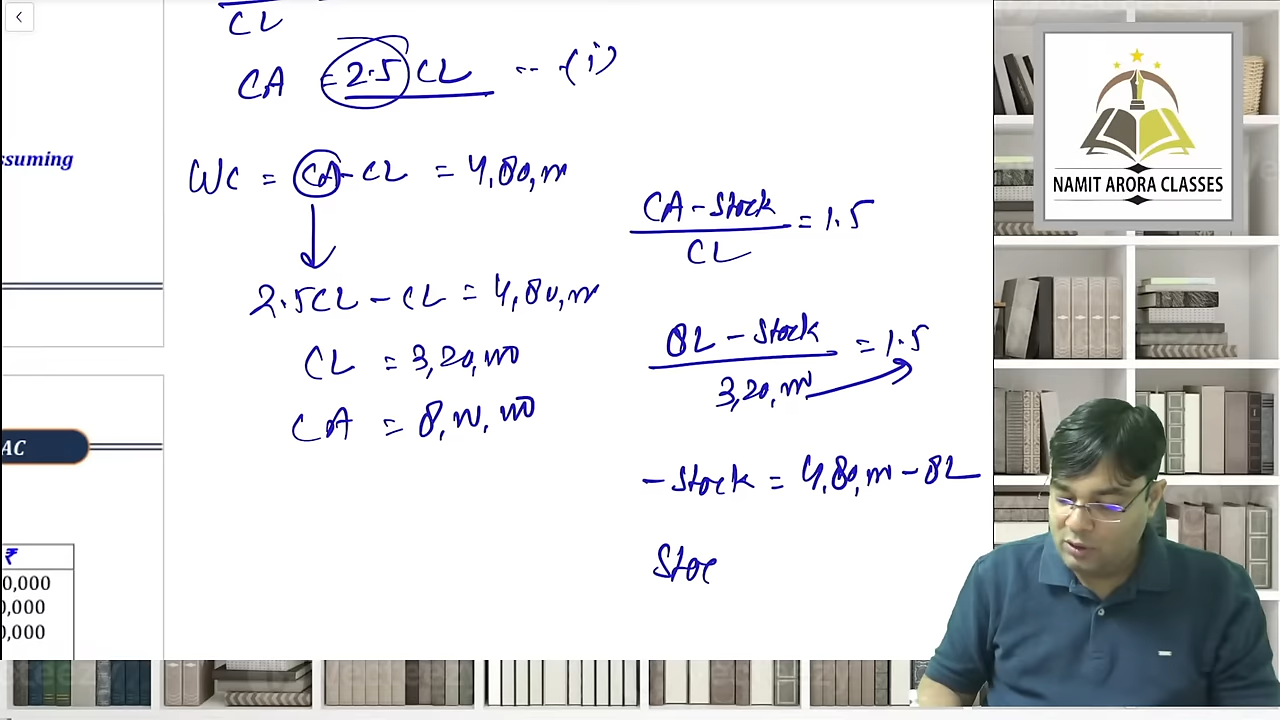 CL
CA = 2.5 CL -- (i)
ssuming
WC = CA - CL = 4,80,000
2.5CL - CL = 4,80,000
CL = 3,20,000
CA = 8,00,000
CA - Stock
CL
= 1.5
8L - Stock
3,20,000
= 1.5
- Stock = 4,80,000 - 8L
Stoc
AC
₹
0,000
0,000
0,000
NAMIT ARORA CLASSES